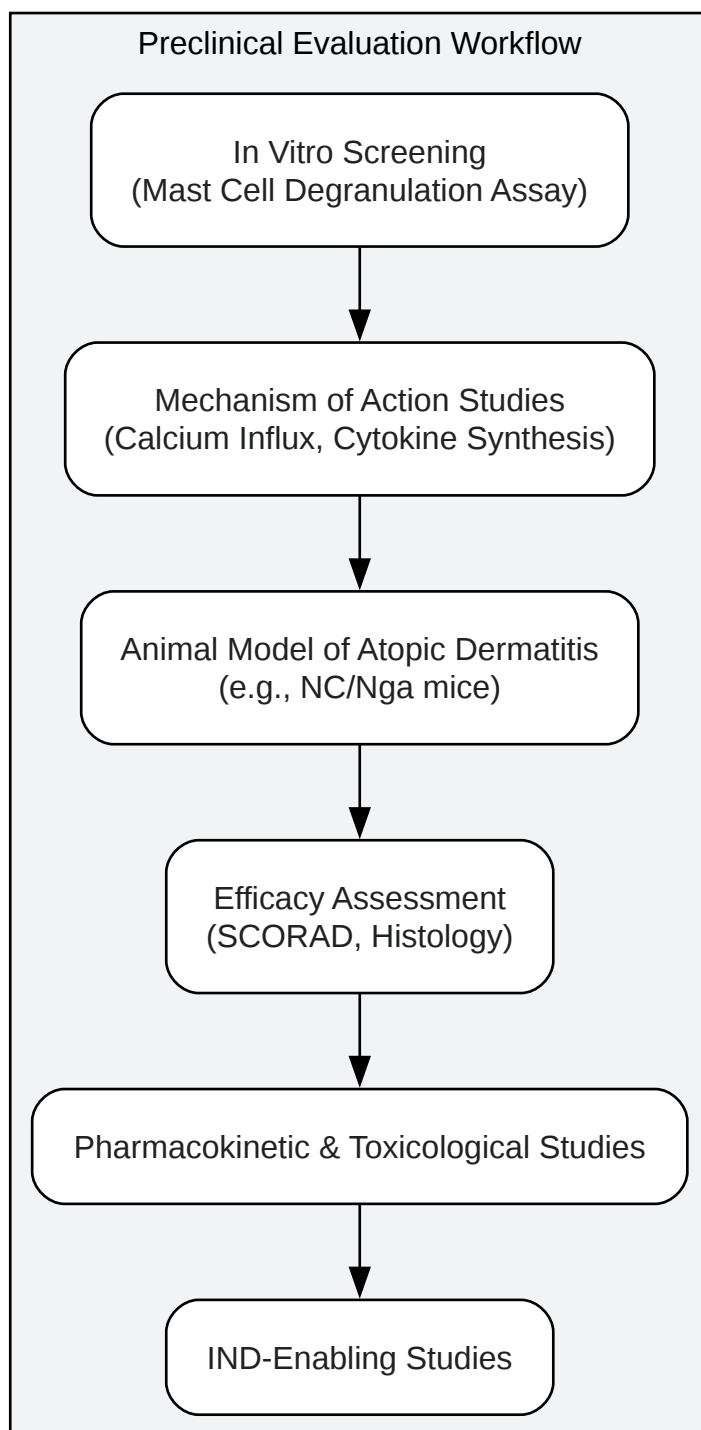 Preclinical Evaluation Workflow
In Vitro Screening
(Mast Cell Degranulation Assay)
Mechanism of Action Studies
(Calcium Influx, Cytokine Synthesis)
Animal Model of Atopic Dermatitis
(e.g., NC/Nga mice)
Efficacy Assessment
(SCORAD, Histology)
Pharmacokinetic & Toxicological Studies
IND-Enabling Studies